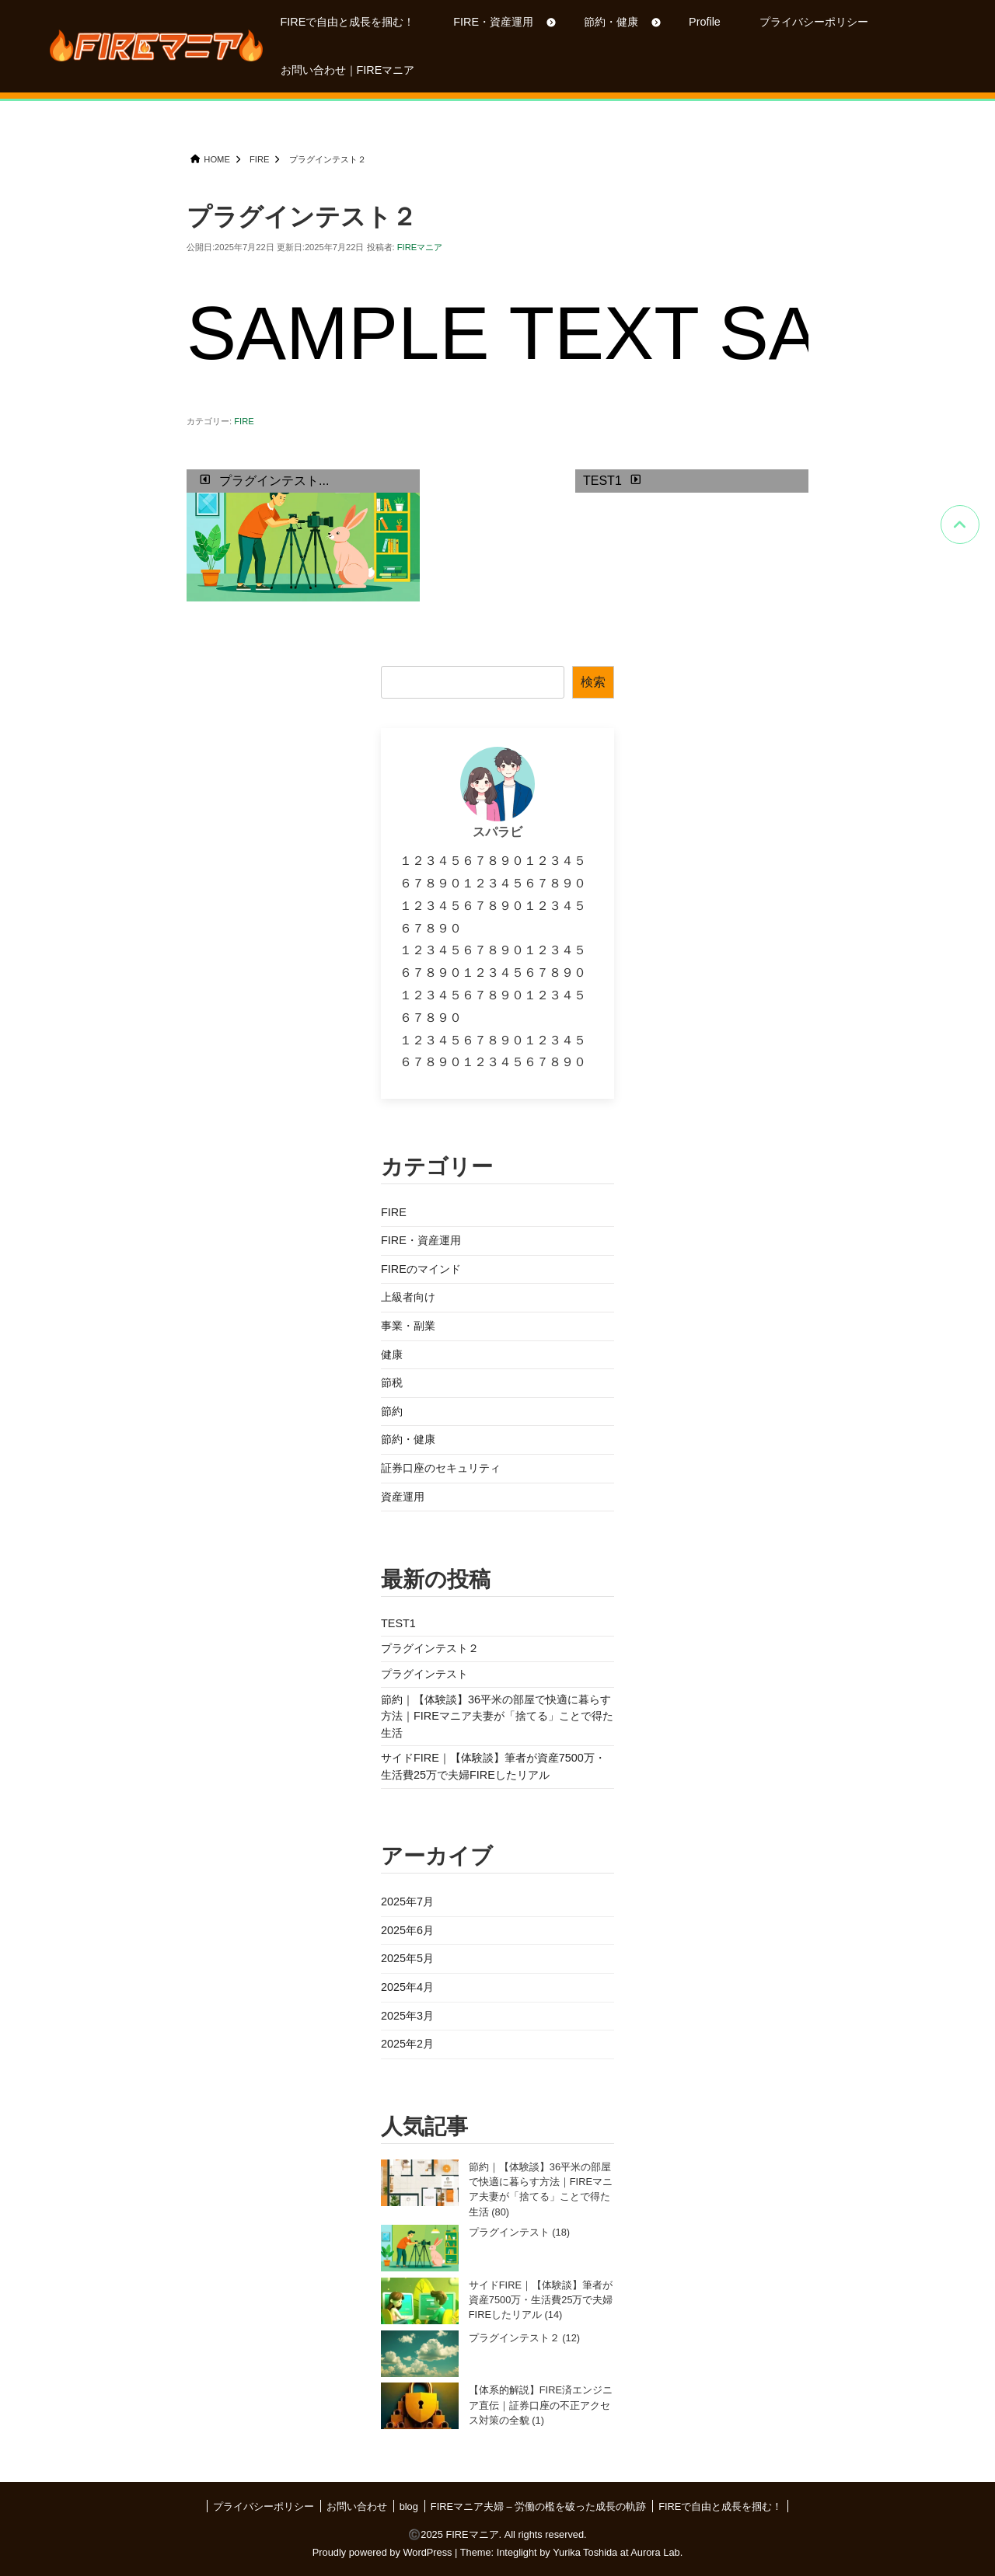 FIREマニア
FIREで自由と成長を掴む！
FIRE・資産運用
節約・健康
Profile
プライバシーポリシー
お問い合わせ｜FIREマニア
HOME
FIRE
プラグインテスト２
プラグインテスト２
公開日:2025年7月22日 更新日:2025年7月22日 投稿者: FIREマニア
SAMPLE TEXT SA
カテゴリー: FIRE
プラグインテスト...
TEST1
検索
スパラビ
１２３４５６７８９０１２３４５
６７８９０１２３４５６７８９０
１２３４５６７８９０１２３４５
６７８９０
１２３４５６７８９０１２３４５
６７８９０１２３４５６７８９０
１２３４５６７８９０１２３４５
６７８９０
１２３４５６７８９０１２３４５
６７８９０１２３４５６７８９０
カテゴリー
FIRE
FIRE・資産運用
FIREのマインド
上級者向け
事業・副業
健康
節税
節約
節約・健康
証券口座のセキュリティ
資産運用
最新の投稿
TEST1
プラグインテスト２
プラグインテスト
節約｜【体験談】36平米の部屋で快適に暮らす
方法｜FIREマニア夫妻が「捨てる」ことで得た
生活
サイドFIRE｜【体験談】筆者が資産7500万・
生活費25万で夫婦FIREしたリアル
アーカイブ
2025年7月
2025年6月
2025年5月
2025年4月
2025年3月
2025年2月
人気記事
節約｜【体験談】36平米の部屋
で快適に暮らす方法｜FIREマニ
ア夫妻が「捨てる」ことで得た
生活 (80)
プラグインテスト (18)
サイドFIRE｜【体験談】筆者が
資産7500万・生活費25万で夫婦
FIREしたリアル (14)
プラグインテスト２ (12)
【体系的解説】FIRE済エンジニ
ア直伝｜証券口座の不正アクセ
ス対策の全貌 (1)
プライバシーポリシー
お問い合わせ
blog
FIREマニア夫婦 – 労働の檻を破った成長の軌跡
FIREで自由と成長を掴む！
©2025 FIREマニア. All rights reserved.
Proudly powered by WordPress | Theme: Integlight by Yurika Toshida at Aurora Lab.